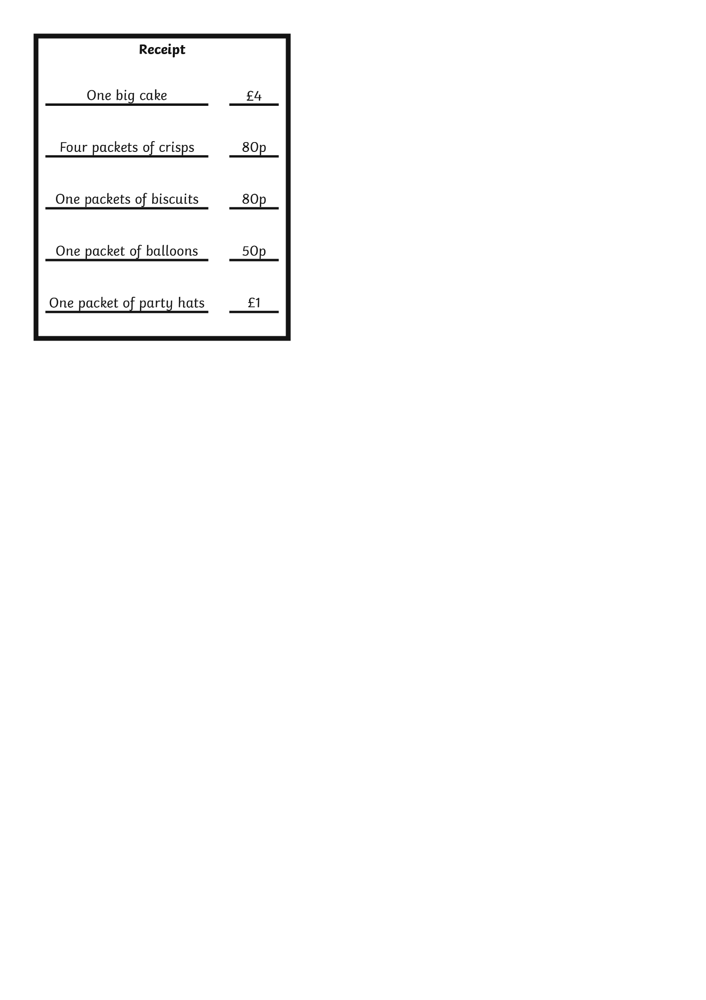 Receipt
One big cake £4
Four packets of crisps 80p
One packets of biscuits 80p
One packet of balloons 50p
One packet of party hats £1